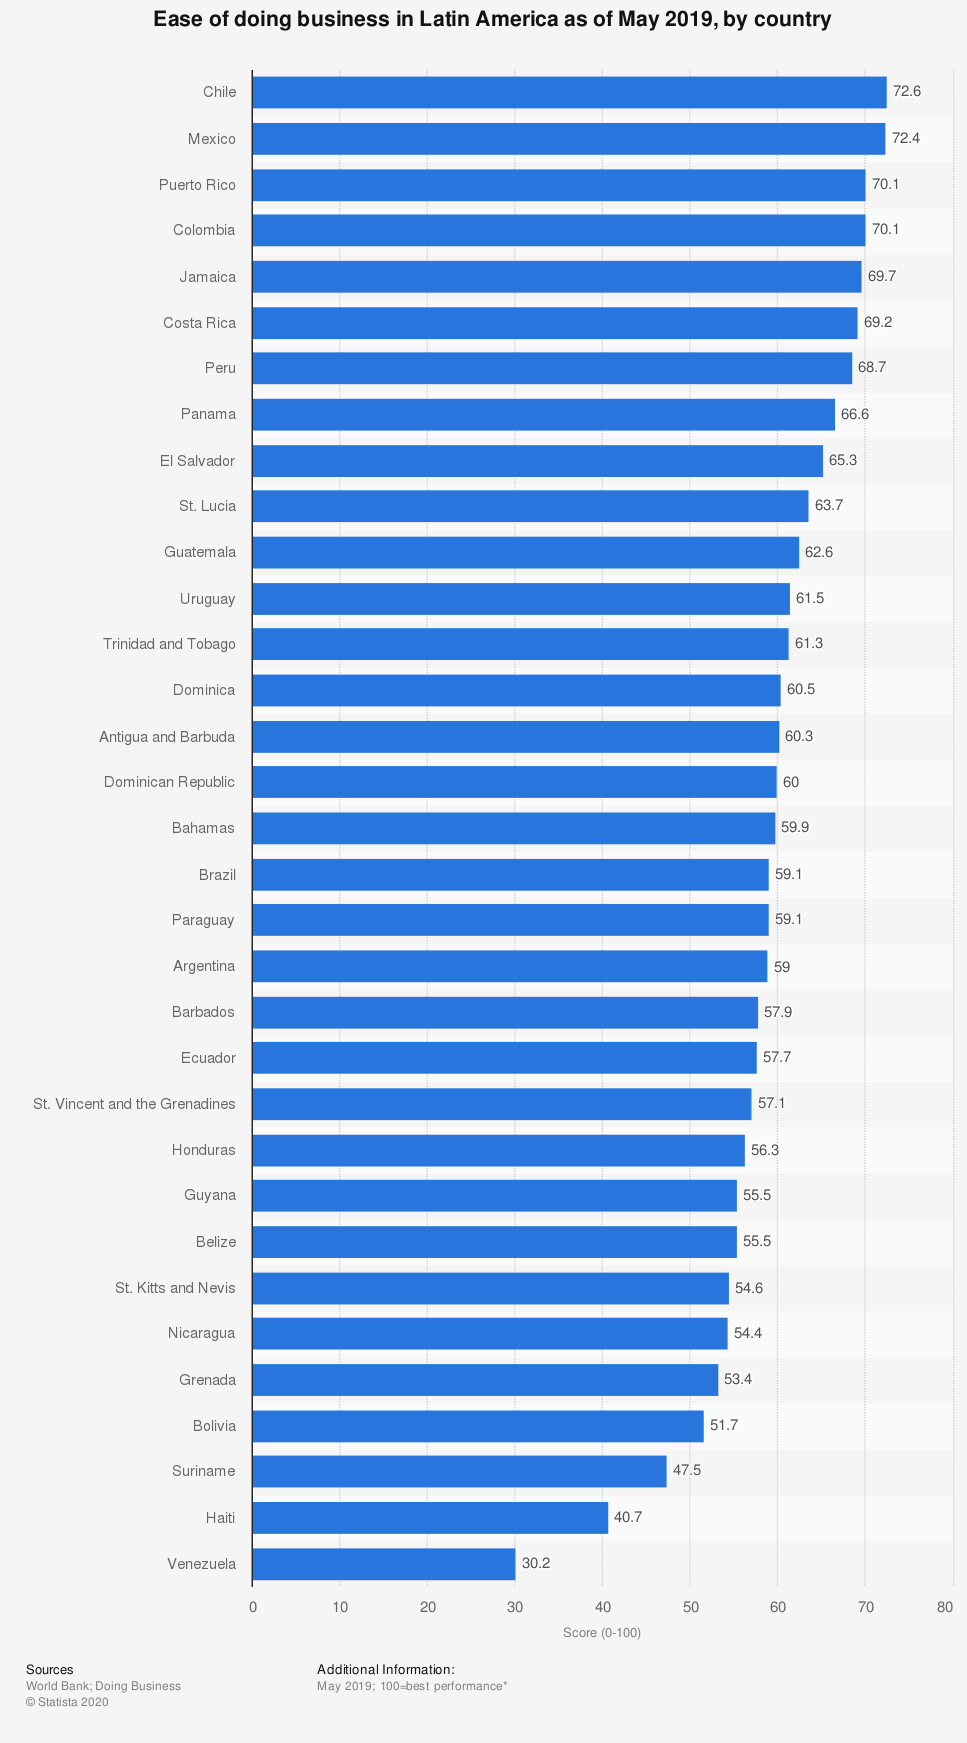 Ease of doing business in Latin America as of May 2019, by country
Chile 72.6
Mexico 72.4
Puerto Rico 70.1
Colombia 70.1
Jamaica 69.7
Costa Rica 69.2
Peru 68.7
Panama 66.6
El Salvador 65.3
St. Lucia 63.7
Guatemala 62.6
Uruguay 61.5
Trinidad and Tobago 61.3
Dominica 60.5
Antigua and Barbuda 60.3
Dominican Republic 60
Bahamas 59.9
Brazil 59.1
Paraguay 59.1
Argentina 59
Barbados 57.9
Ecuador 57.7
St. Vincent and the Grenadines 57.1
Honduras 56.3
Guyana 55.5
Belize 55.5
St. Kitts and Nevis 54.6
Nicaragua 54.4
Grenada 53.4
Bolivia 51.7
Suriname 47.5
Haiti 40.7
Venezuela 30.2
0 10 20 30 40 50 60 70 80
Score (0-100)
Sources
World Bank; Doing Business
© Statista 2020
Additional Information:
May 2019; 100=best performance*